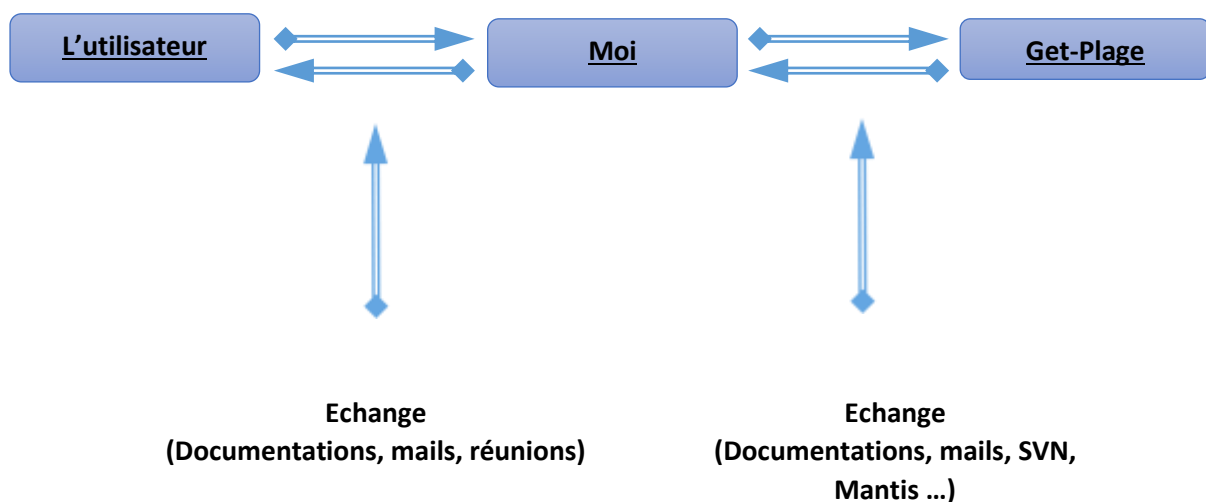 L’utilisateur
Moi
Get-Plage
Echange
(Documentations, mails, réunions)
Echange
(Documentations, mails, SVN,
Mantis …)